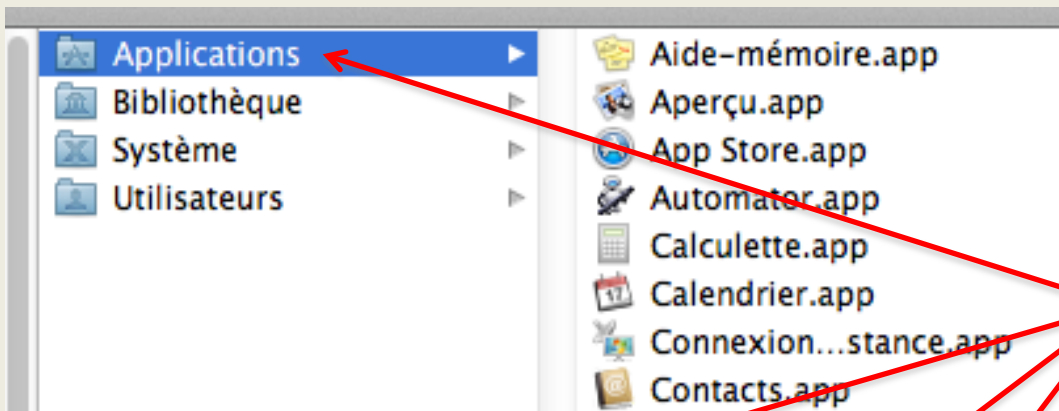 Applications
Bibliothèque
Système
Utilisateurs
Aide-mémoire.app
Aperçu.app
App Store.app
Automator.app
Calculette.app
Calendrier.app
Connexion...stance.app
Contacts.app